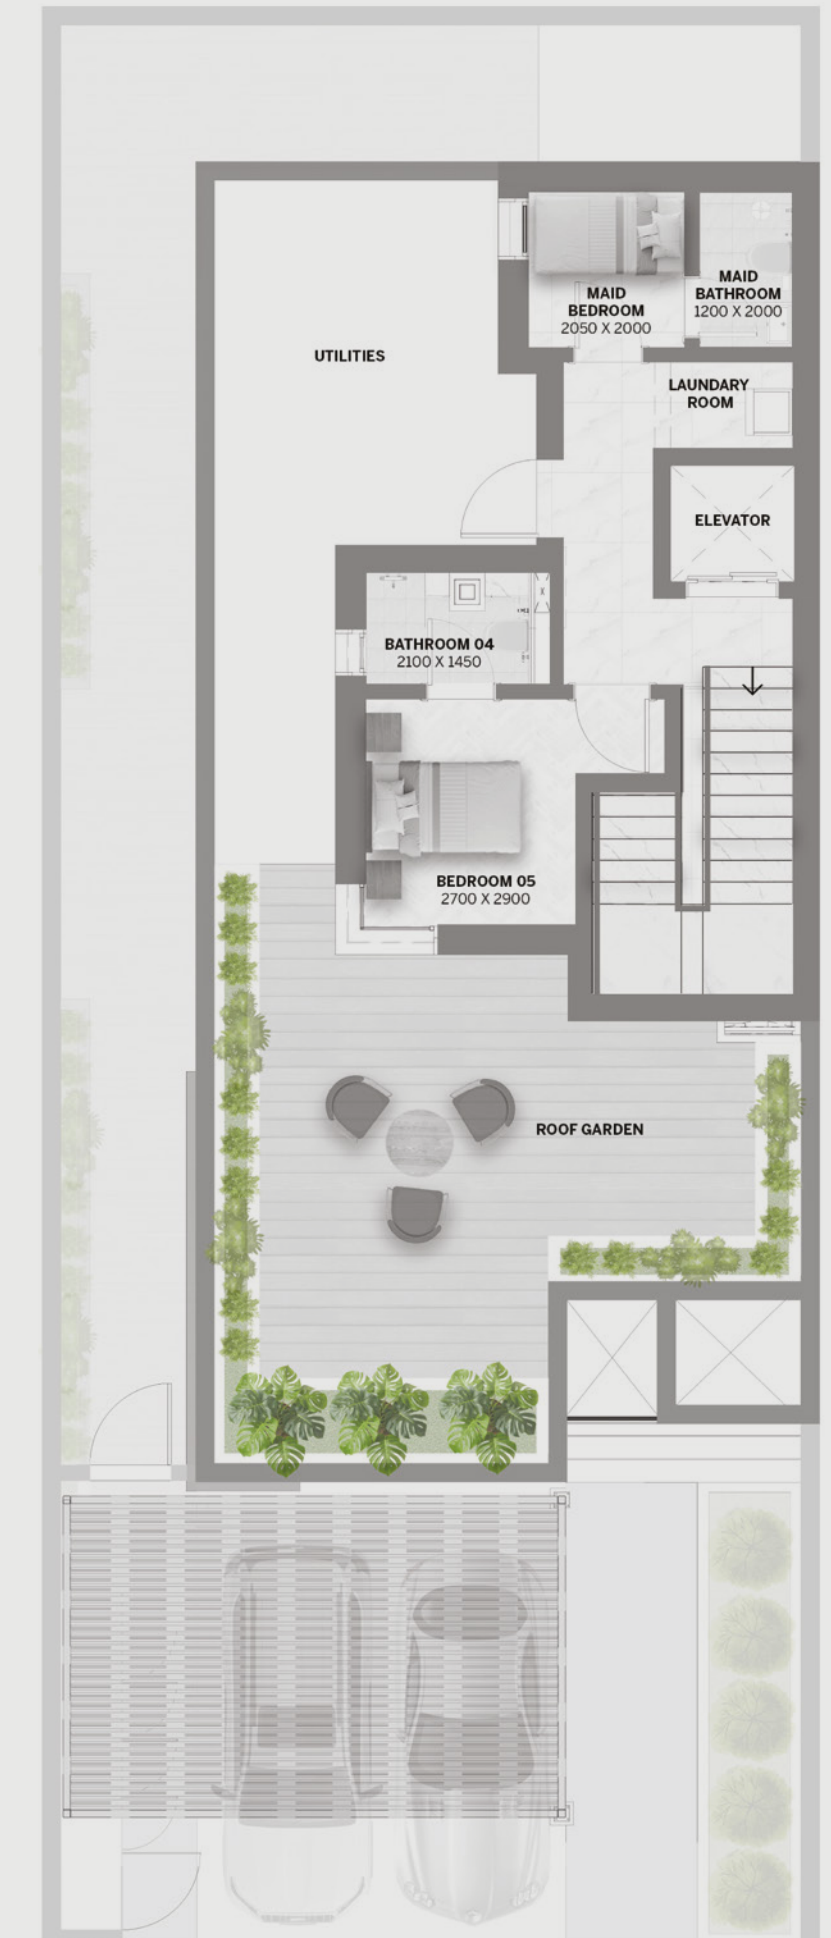 MAID
BEDROOM
2050 X 2000
MAID
BATHROOM
1200 X 2000
UTILITIES
LAUNDARY
ROOM
ELEVATOR
BATHROOM 04
2100 X 1450
BEDROOM 05
2700 X 2900
ROOF GARDEN